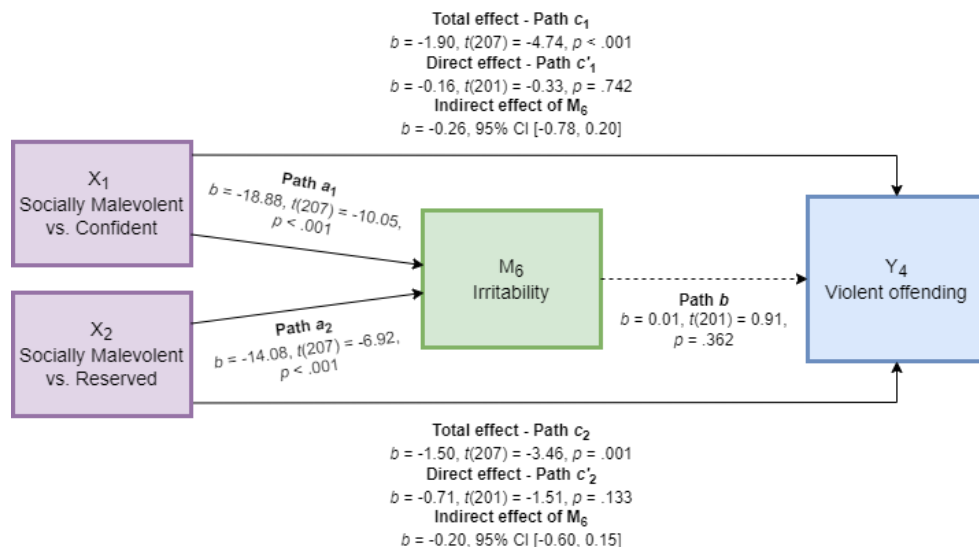 Total effect - Path c₁
b = -1.90, t(207) = -4.74, p < .001
Direct effect - Path c'₁
b = -0.16, t(201) = -0.33, p = .742
Indirect effect of M₆
b = -0.26, 95% CI [-0.78, 0.20]
X₁
Socially Malevolent
vs. Confident
Path a₁
b = -18.88, t(207) = -10.05,
p < .001
M₆
Irritability
Y₄
Violent offending
X₂
Socially Malevolent
vs. Reserved
Path a₂
b = -14.08, t(207) = -6.92,
p < .001
Path b
b = 0.01, t(201) = 0.91,
p = .362
Total effect - Path c₂
b = -1.50, t(207) = -3.46, p = .001
Direct effect - Path c'₂
b = -0.71, t(201) = -1.51, p = .133
Indirect effect of M₆
b = -0.20, 95% CI [-0.60, 0.15]